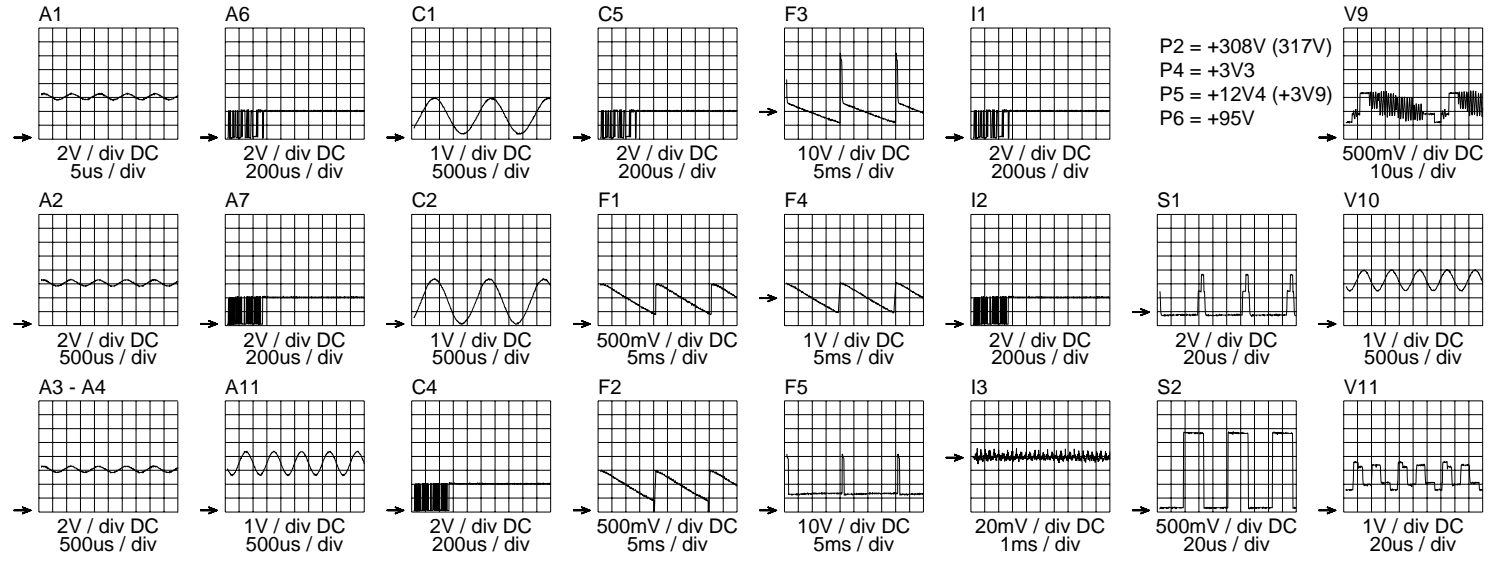 A1
2V / div DC
5us / div
A6
2V / div DC
200us / div
C1
1V / div DC
500us / div
C5
2V / div DC
200us / div
F3
10V / div DC
5ms / div
I1
2V / div DC
200us / div
P2 = +308V (317V)
P4 = +3V3
P5 = +12V4 (+3V9)
P6 = +95V
V9
500mV / div DC
10us / div
A2
2V / div DC
500us / div
A7
2V / div DC
200us / div
C2
1V / div DC
500us / div
F1
500mV / div DC
5ms / div
F4
1V / div DC
5ms / div
I2
2V / div DC
200us / div
S1
2V / div DC
20us / div
V10
1V / div DC
500us / div
A3 - A4
2V / div DC
500us / div
A11
1V / div DC
500us / div
C4
2V / div DC
200us / div
F2
500mV / div DC
5ms / div
F5
10V / div DC
5ms / div
I3
20mV / div DC
1ms / div
S2
500mV / div DC
20us / div
V11
1V / div DC
20us / div